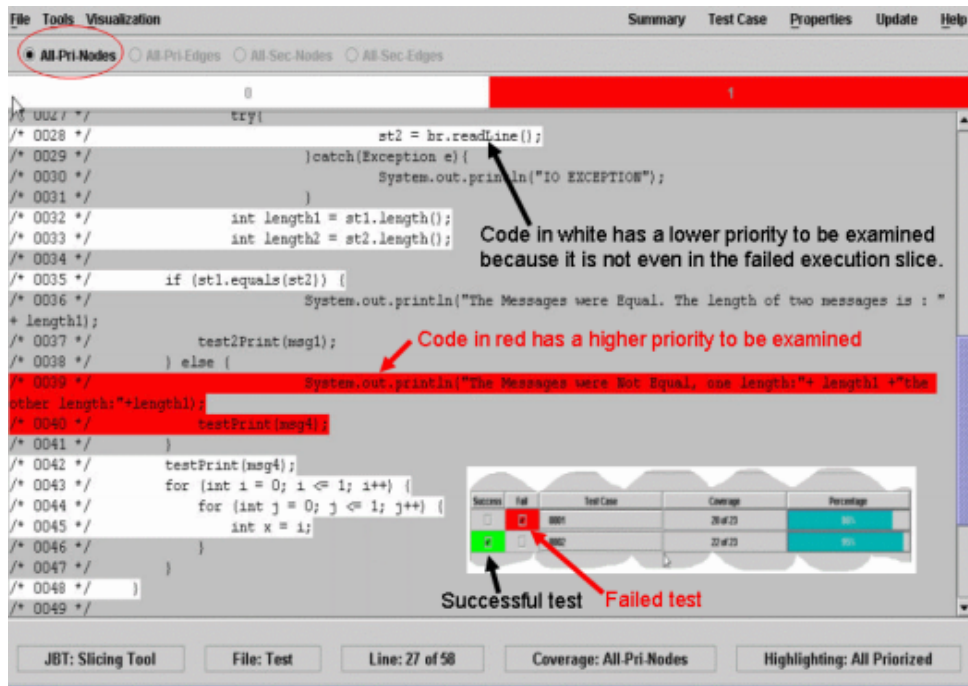 File Tools Visualization Summary Test Case Properties Update Help
All-Pri-Nodes All-Pri-Edges All-Sec-Nodes All-Sec-Edges
0 1
/* 0027 */ try{
/* 0028 */ st2 = br.readLine();
/* 0029 */ }catch(Exception e){
/* 0030 */ System.out.println("IO EXCEPTION");
/* 0031 */ }
/* 0032 */ int length1 = st1.length();
/* 0033 */ int length2 = st2.length();
Code in white has a lower priority to be examined
/* 0034 */
because it is not even in the failed execution slice.
/* 0035 */ if (st1.equals(st2)) {
/* 0036 */ System.out.println("The Messages were Equal. The length of two messages is : "
+ length1);
/* 0037 */ test2Print(msg1);
Code in red has a higher priority to be examined
/* 0038 */ } else {
/* 0039 */ System.out.println("The Messages were Not Equal, one length:"+ length1 +"the
other length:"+length1);
/* 0040 */ testPrint(msg4);
/* 0041 */ }
/* 0042 */ testPrint(msg4);
/* 0043 */ for (int i = 0; i <= 1; i++) {
/* 0044 */ for (int j = 0; j <= 1; j++) {
/* 0045 */ int x = i;
/* 0046 */ }
/* 0047 */ }
/* 0048 */ }
/* 0049 */
Success Fail Test Case Coverage Percentage
0001 20 of 23
0002 22 of 23 95%
Successful test Failed test
JBT: Slicing Tool File: Test Line: 27 of 58 Coverage: All-Pri-Nodes Highlighting: All Priorized